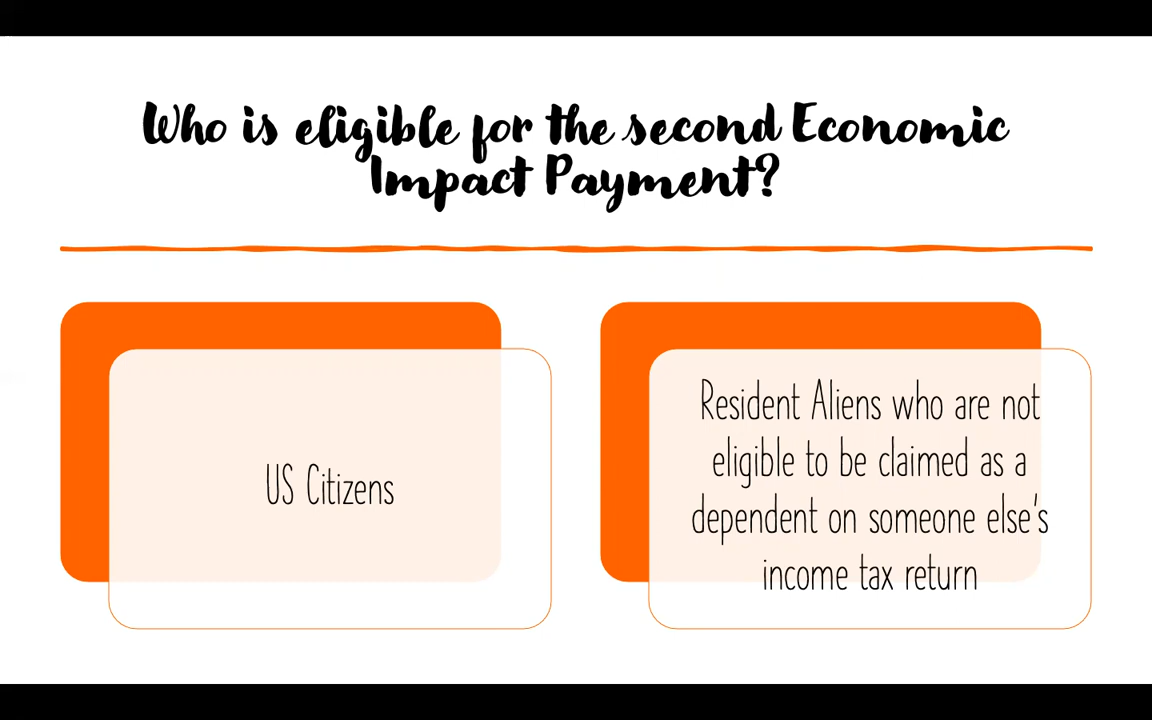 Who is eligible for the second Economic
Impact Payment?
US Citizens
Resident Aliens who are not
eligible to be claimed as a
dependent on someone else's
income tax return